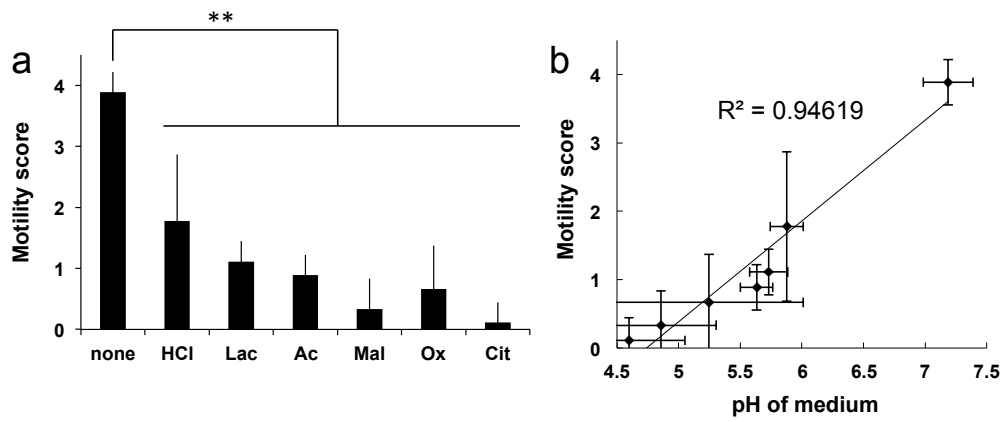 a
**
Motility score
4
3
2
1
0
none HCl Lac Ac Mal Ox Cit
b
R² = 0.94619
Motility score
4
3
2
1
0
4.5 5 5.5 6 6.5 7 7.5
pH of medium